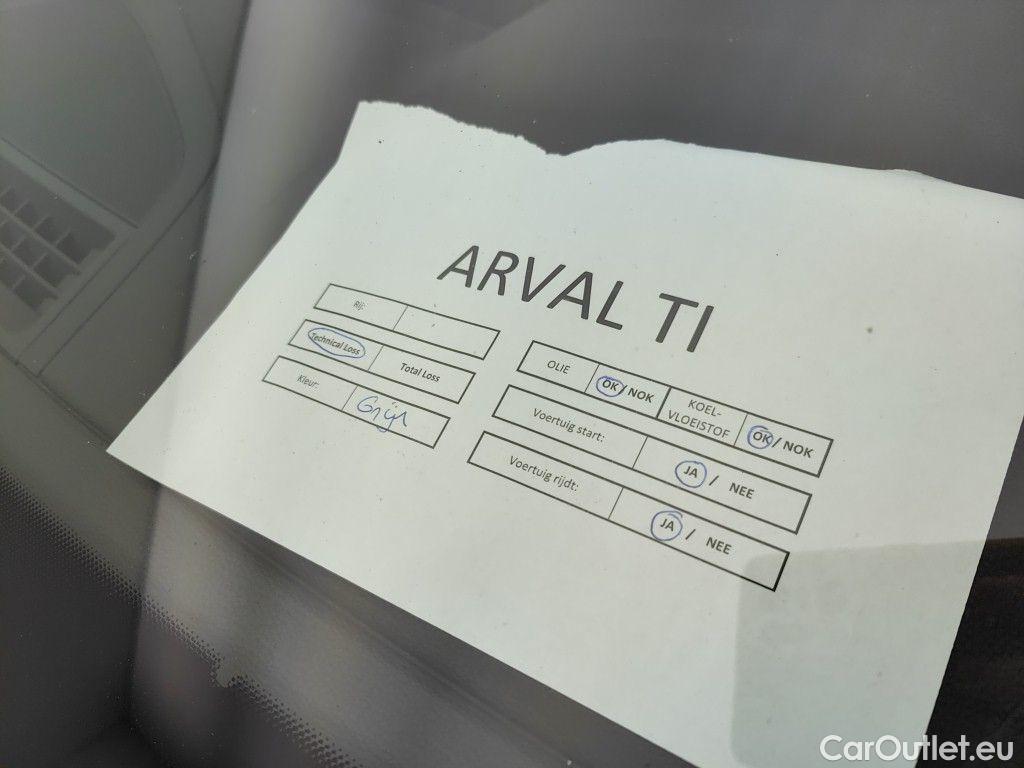 ARVAL TI
Rij:
Technical Loss Total Loss
Kleur: Grijs
OLIE OK / NOK KOEL-
VLOEISTOF OK / NOK
Voertuig start: JA / NEE
Voertuig rijdt: JA / NEE
CarOutlet.eu